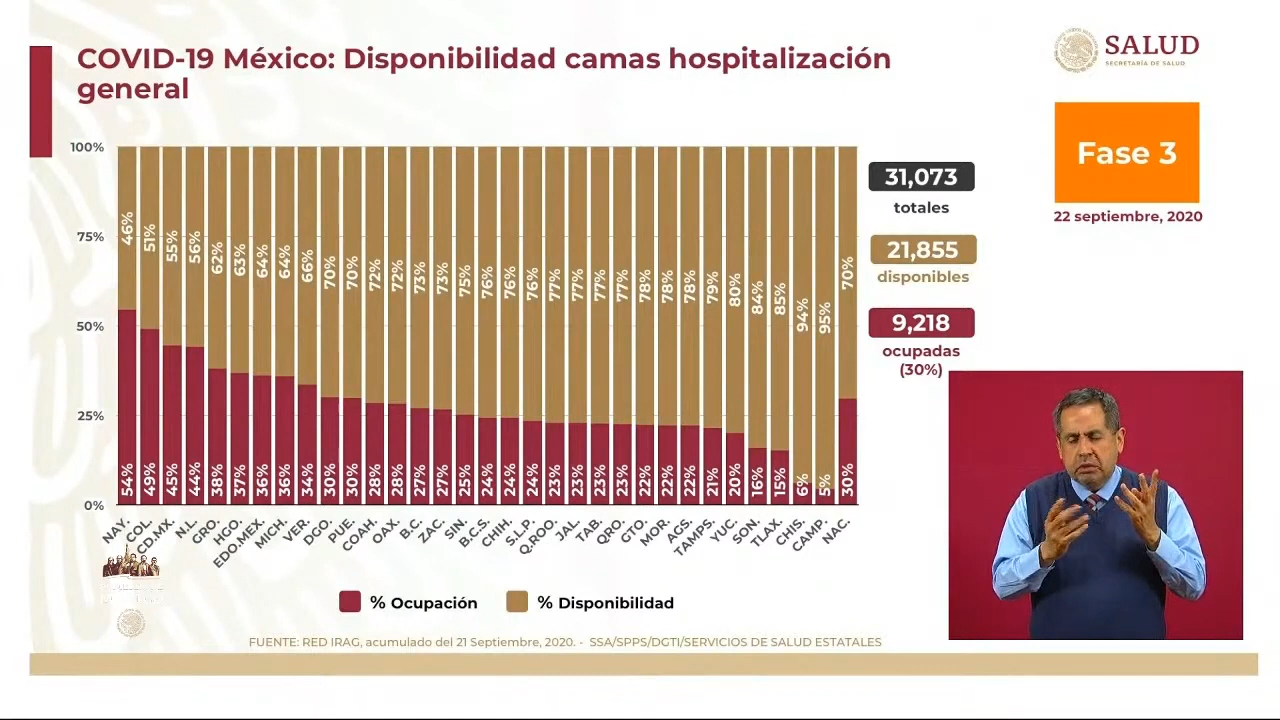 COVID-19 México: Disponibilidad camas hospitalización
general
SALUD
SECRETARÍA DE SALUD
Fase 3
22 septiembre, 2020
100%
75%
50%
25%
0%
46% 51% 55% 56% 62% 63% 64% 64% 66% 70% 70% 72% 72% 73% 73% 75% 76% 76% 76% 77% 77% 77% 77% 78% 78% 78% 79% 80% 84% 85% 94% 95% 70%
54% 49% 45% 44% 38% 37% 36% 36% 34% 30% 30% 28% 28% 27% 27% 25% 24% 24% 24% 23% 23% 23% 23% 22% 22% 22% 21% 20% 16% 15% 6% 5% 30%
NAY. COL. CD.MX. N.L. GRO. HGO. EDO.MEX. MICH. VER. DGO. PUE. COAH. OAX. B.C. ZAC. SIN. B.C.S. CHIH. S.L.P. Q.ROO. JAL. TAB. QRO. GTO. MOR. AGS. TAMPS. YUC. SON. TLAX. CHIS. CAMP. NAC.
31,073
totales
21,855
disponibles
9,218
ocupadas
(30%)
% Ocupación
% Disponibilidad
FUENTE: RED IRAG, acumulado del 21 Septiembre, 2020. - SSA/SPPS/DGTI/SERVICIOS DE SALUD ESTATALES